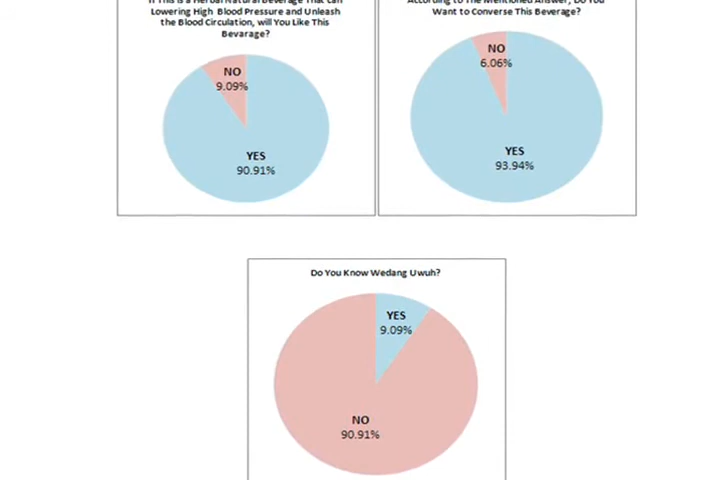 If This is a Herbal Natural Beverage That can
Lowering High Blood Pressure and Unleash
the Blood Circulation, will You Like This
Bevarage?
NO
9.09%
YES
90.91%
According to The Mentioned Answer, Do You
Want to Converse This Beverage?
NO
6.06%
YES
93.94%
Do You Know Wedang Uwuh?
YES
9.09%
NO
90.91%